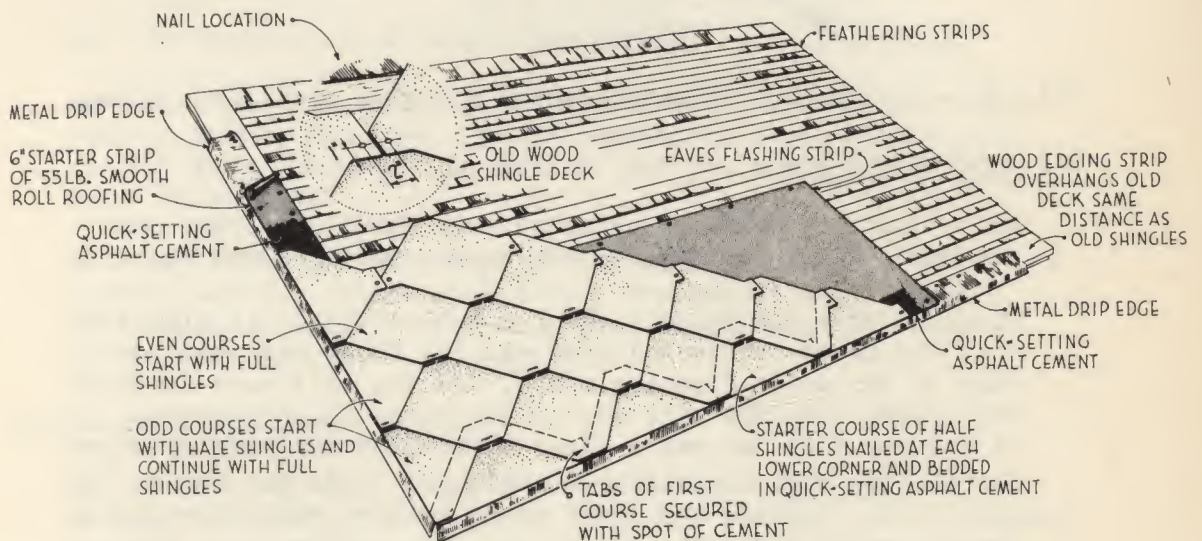 NAIL LOCATION
FEATHERING STRIPS
METAL DRIP EDGE
6" STARTER STRIP
OF 55 LB. SMOOTH
ROLL ROOFING
QUICK-SETTING
ASPHALT CEMENT
1"
OLD WOOD
SHINGLE DECK
EAVES FLASHING STRIP
WOOD EDGING STRIP
OVERHANGS OLD
DECK SAME
DISTANCE AS
OLD SHINGLES
METAL DRIP EDGE
QUICK-SETTING
ASPHALT CEMENT
EVEN COURSES
START WITH FULL
SHINGLES
ODD COURSES START
WITH HALF SHINGLES AND
CONTINUE WITH FULL
SHINGLES
TABS OF FIRST
COURSE SECURED
WITH SPOT OF CEMENT
STARTER COURSE OF HALF
SHINGLES NAILED AT EACH
LOWER CORNER AND BEDDED
IN QUICK-SETTING ASPHALT CEMENT